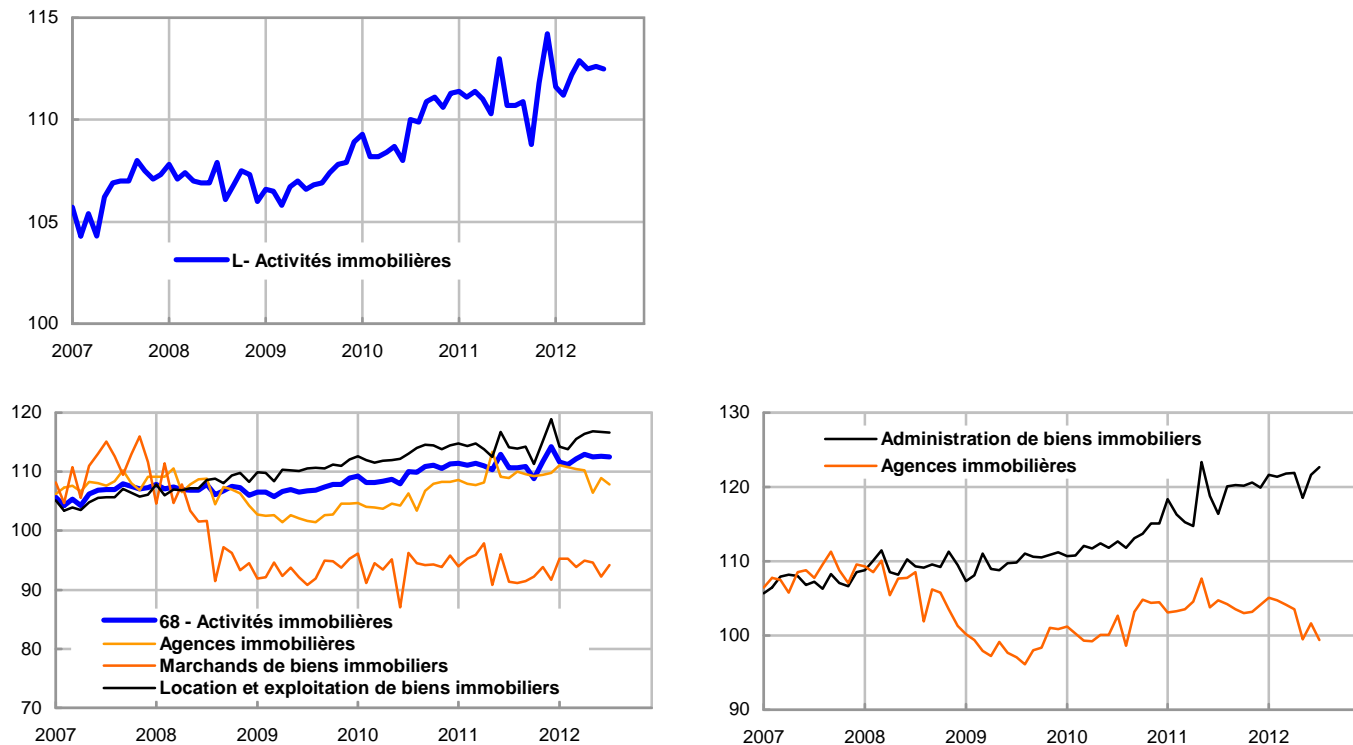 115
110
105
100
L- Activités immobilières
2007 2008 2009 2010 2011 2012
120
110
100
90
80
70
68 - Activités immobilières
Agences immobilières
Marchands de biens immobiliers
Location et exploitation de biens immobiliers
2007 2008 2009 2010 2011 2012
130
120
110
100
90
Administration de biens immobiliers
Agences immobilières
2007 2008 2009 2010 2011 2012